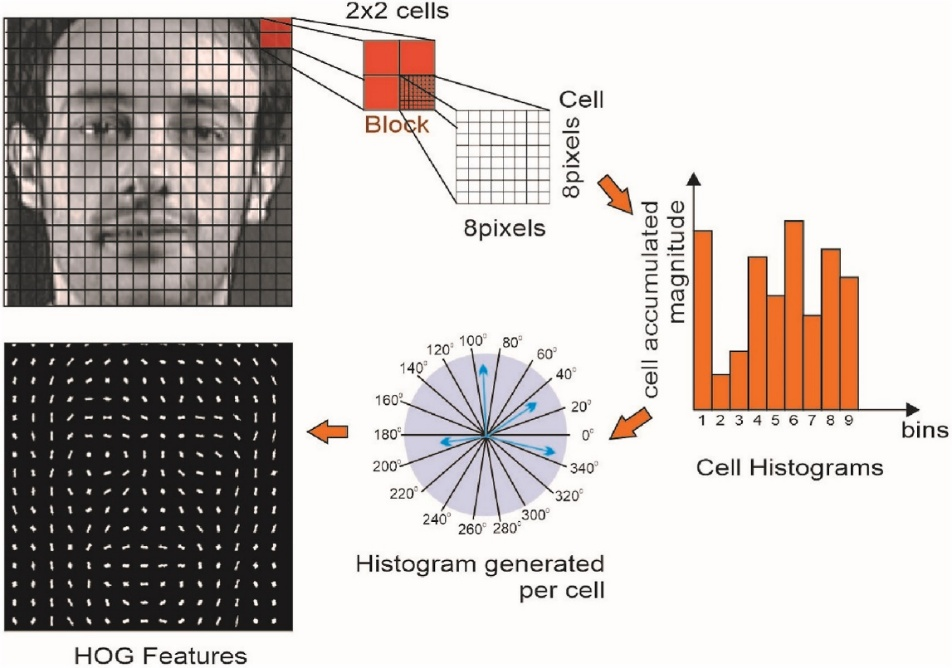 2x2 cells
Block
Cell
8pixels
8pixels
cell accumulated
magnitude
1 2 3 4 5 6 7 8 9
bins
Cell Histograms
0°
20°
40°
60°
80°
100°
120°
140°
160°
180°
200°
220°
240°
260°
280°
300°
320°
340°
Histogram generated
per cell
HOG Features